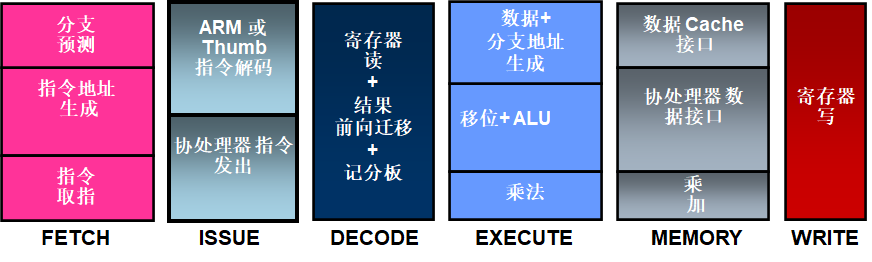 分支
预测
指令地址
生成
指令
取指
FETCH
ARM 或
Thumb
指令解码
协处理器 指令
发出
ISSUE
寄存器
读
+
结果
前向迁移
+
记分板
DECODE
数据+
分支地址
生成
移位+ ALU
乘法
EXECUTE
数据 Cache
接口
协处理器 数
据接口
乘
加
MEMORY
寄存器
写
WRITE